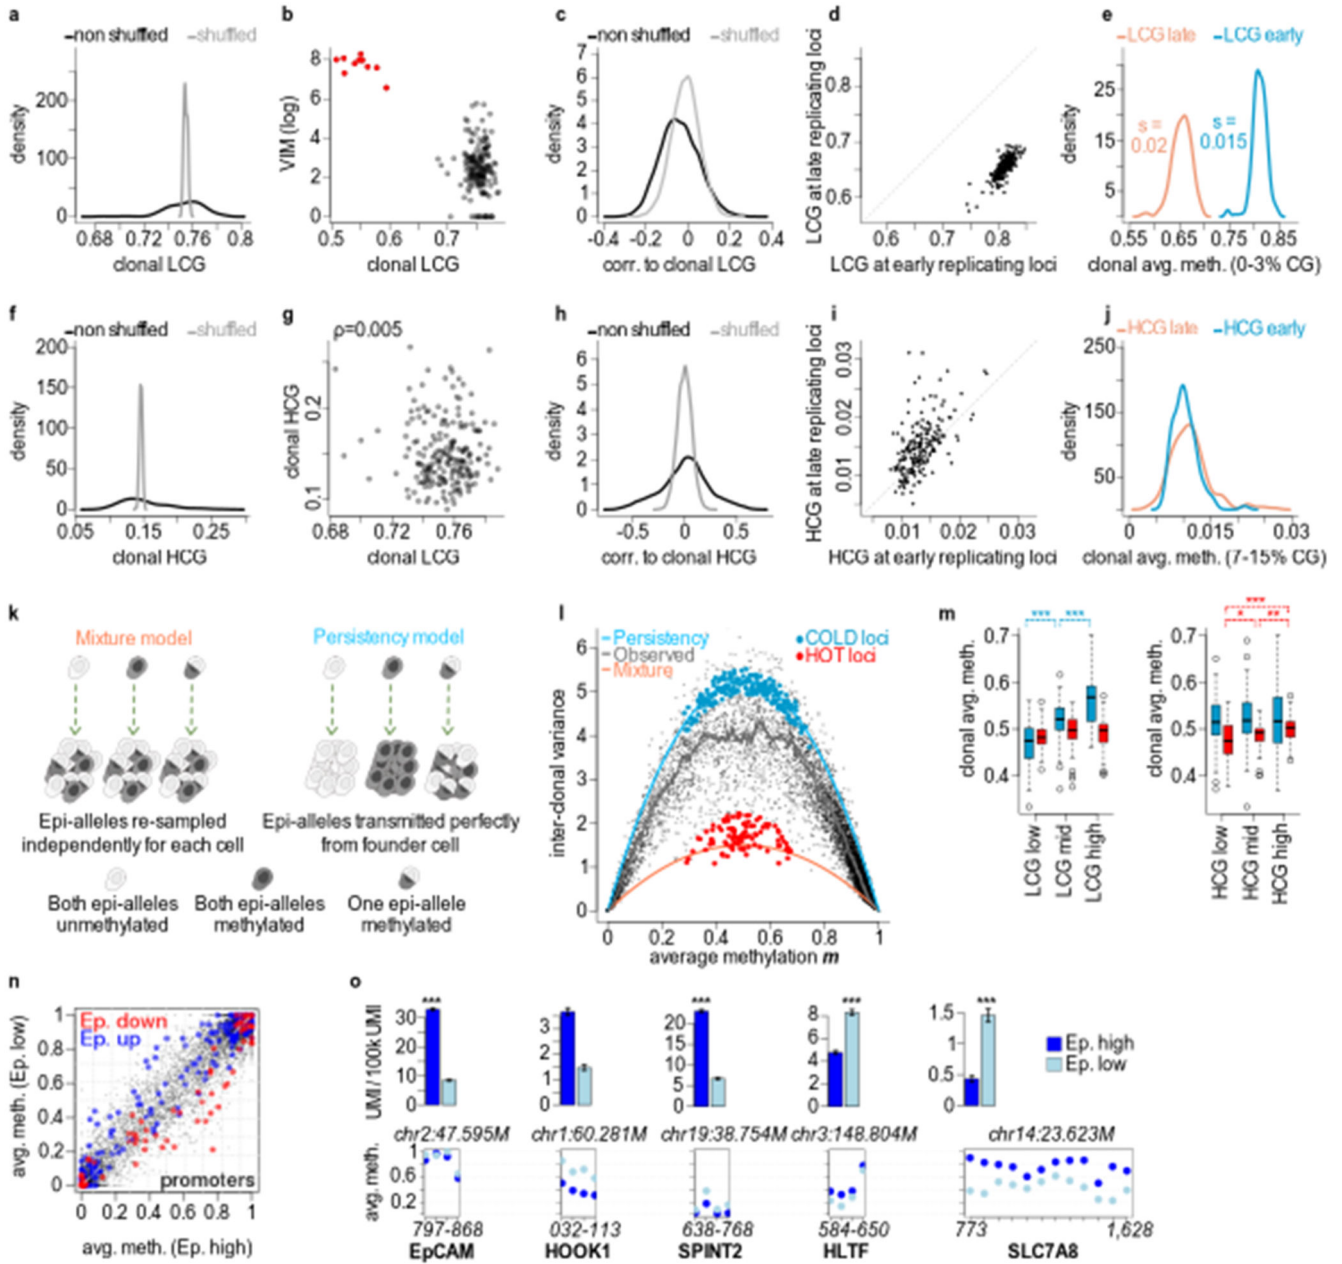 a
non shuffled shuffled
density
200
100
0
0.68 0.72 0.76 0.8
clonal LCG
b
VIM (log)
8
6
4
2
0
0.5 0.6 0.7
clonal LCG
c
non shuffled shuffled
density
7
6
5
4
3
2
1
0
-0.4 -0.2 0 0.2 0.4
corr. to clonal LCG
d
LCG at late replicating loci
0.8
0.7
0.6
0.6 0.7 0.8
LCG at early replicating loci
e
LCG late LCG early
density
25
15
5
s =
0.02
s =
0.015
0.55 0.65 0.75 0.85
clonal avg. meth. (0-3% CG)
f
non shuffled shuffled
density
200
150
100
50
0
0.05 0.15 0.25
clonal HCG
g
ρ=0.005
clonal HCG
0.2
0.1
0.68 0.72 0.76
clonal LCG
h
non shuffled shuffled
density
6
5
4
3
2
1
0
-0.5 0 0.5
corr. to clonal HCG
i
HCG at late replicating loci
0.03
0.02
0.01
0.01 0.02 0.03
HCG at early replicating loci
j
HCG late HCG early
density
250
150
50
0 0.015 0.03
clonal avg. meth. (7-15% CG)
k
Mixture model
Persistency model
Epi-alleles re-sampled
independently for each cell
Epi-alleles transmitted perfectly
from founder cell
Both epi-alleles
unmethylated
Both epi-alleles
methylated
One epi-allele
methylated
l
Persistency
Observed
Mixture
COLD loci
HOT loci
inter-clonal variance
6
5
4
3
2
1
0
0 0.2 0.4 0.6 0.8 1
average methylation m
m
clonal avg. meth.
0.7
0.6
0.5
0.4
*** ***
LCG low
LCG mid
LCG high
clonal avg. meth.
0.7
0.6
0.5
0.4
***
* **
HCG low
HCG mid
HCG high
n
Ep. down
Ep. up
avg. meth. (Ep. low)
1
0.8
0.6
0.4
0.2
0
promoters
0 0.2 0.4 0.6 0.8 1
avg. meth. (Ep. high)
o
UMI / 100k UMI
***
30
20
10
0
3
2
1
0
***
20
15
10
5
0
***
8
6
4
2
0
***
1.5
1
0.5
0
Ep. high
Ep. low
chr2:47.595M chr1:60.281M chr19:38.754M chr3:148.804M chr14:23.623M
avg. meth.
1
0.6
0.2
797-868 032-113 638-768 584-650 773 1,628
EpCAM HOOK1 SPINT2 HLTF SLC7A8